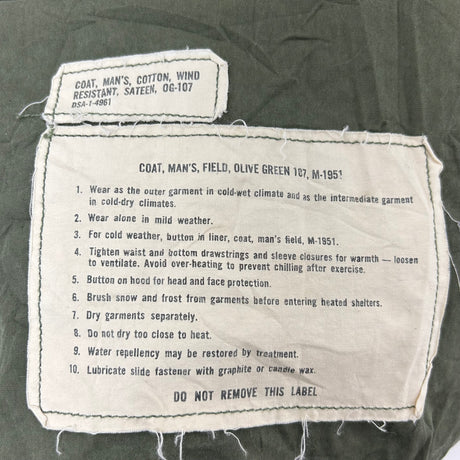 COAT, MAN'S, COTTON, WIND
RESISTANT, SATEEN, OG-107
DSA-1-4961
COAT, MAN'S, FIELD, OLIVE GREEN 107, M-1951
1. Wear as the outer garment in cold-wet climate and as the intermediate garment
in cold-dry climates.
2. Wear alone in mild weather.
3. For cold weather, button in liner, coat, man's field, M-1951.
4. Tighten waist and bottom drawstrings and sleeve closures for warmth — loosen
to ventilate. Avoid over-heating to prevent chilling after exercise.
5. Button on hood for head and face protection.
6. Brush snow and frost from garments before entering heated shelters.
7. Dry garments separately.
8. Do not dry too close to heat.
9. Water repellency may be restored by treatment.
10. Lubricate slide fastener with graphite or candle wax.
DO NOT REMOVE THIS LABEL